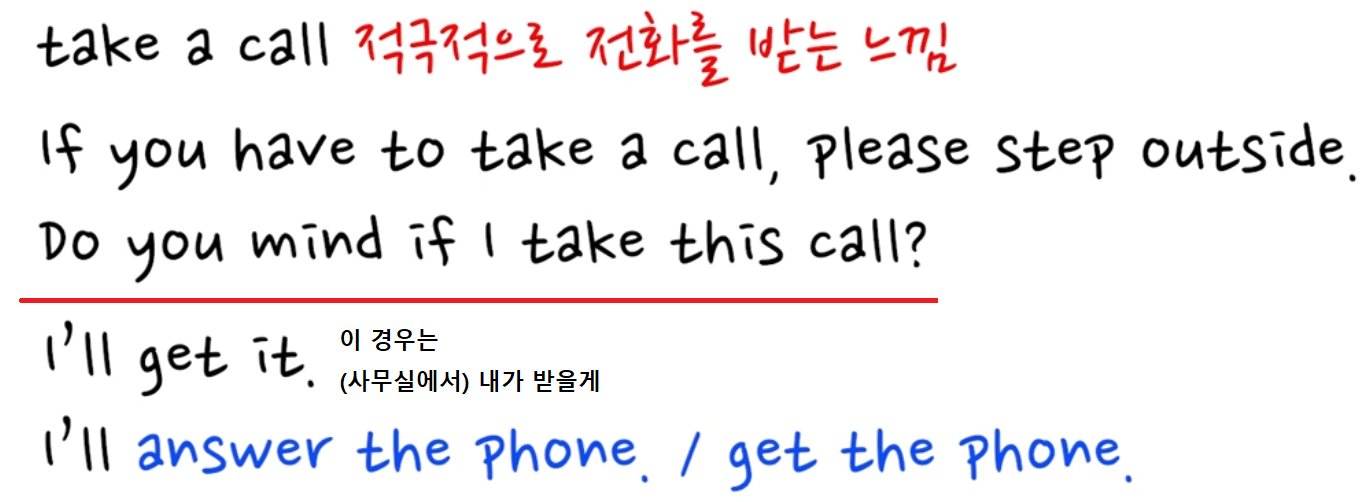 take a call 적극적으로 전화를 받는 느낌
If you have to take a call, please step outside.
Do you mind if I take this call?
I'll get it. 이 경우는
(사무실에서) 내가 받을게
I'll answer the phone. / get the phone.